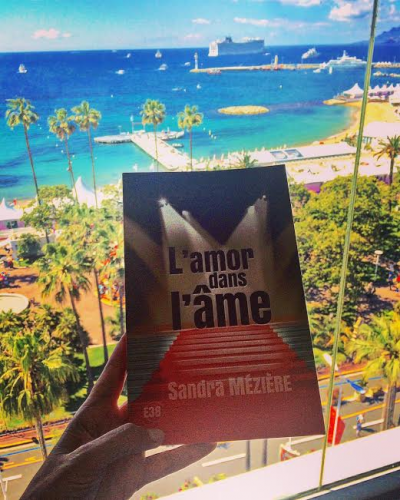 L'amor
dans
l'âme
Sandra MÉZIÈRE
E38